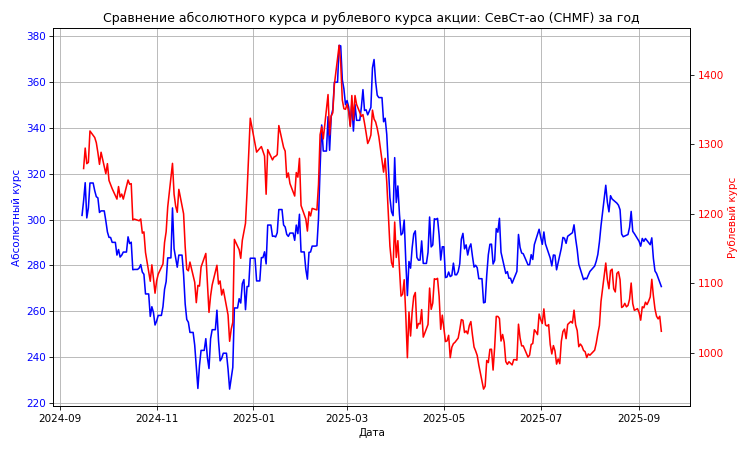 Сравнение абсолютного курса и рублевого курса акции: СевСт-ао (CHMF) за год
380
360
340
320
300
280
260
240
220
Абсолютный курс
1400
1300
1200
1100
1000
Рублевый курс
2024-09 2024-11 2025-01 2025-03 2025-05 2025-07 2025-09
Дата